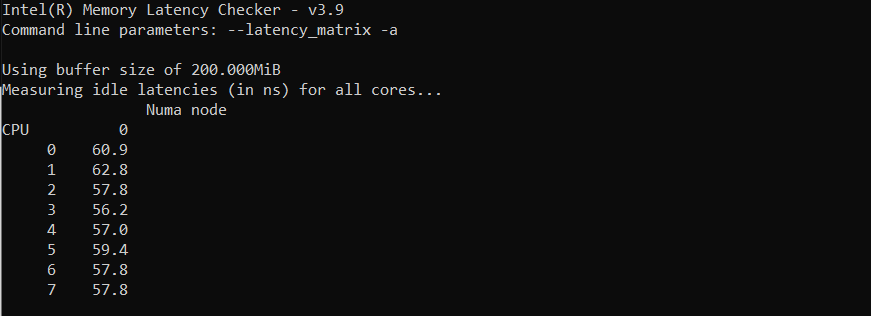 Intel(R) Memory Latency Checker - v3.9
Command line parameters: --latency_matrix -a
Using buffer size of 200.000MiB
Measuring idle latencies (in ns) for all cores...
Numa node
CPU 0
0 60.9
1 62.8
2 57.8
3 56.2
4 57.0
5 59.4
6 57.8
7 57.8